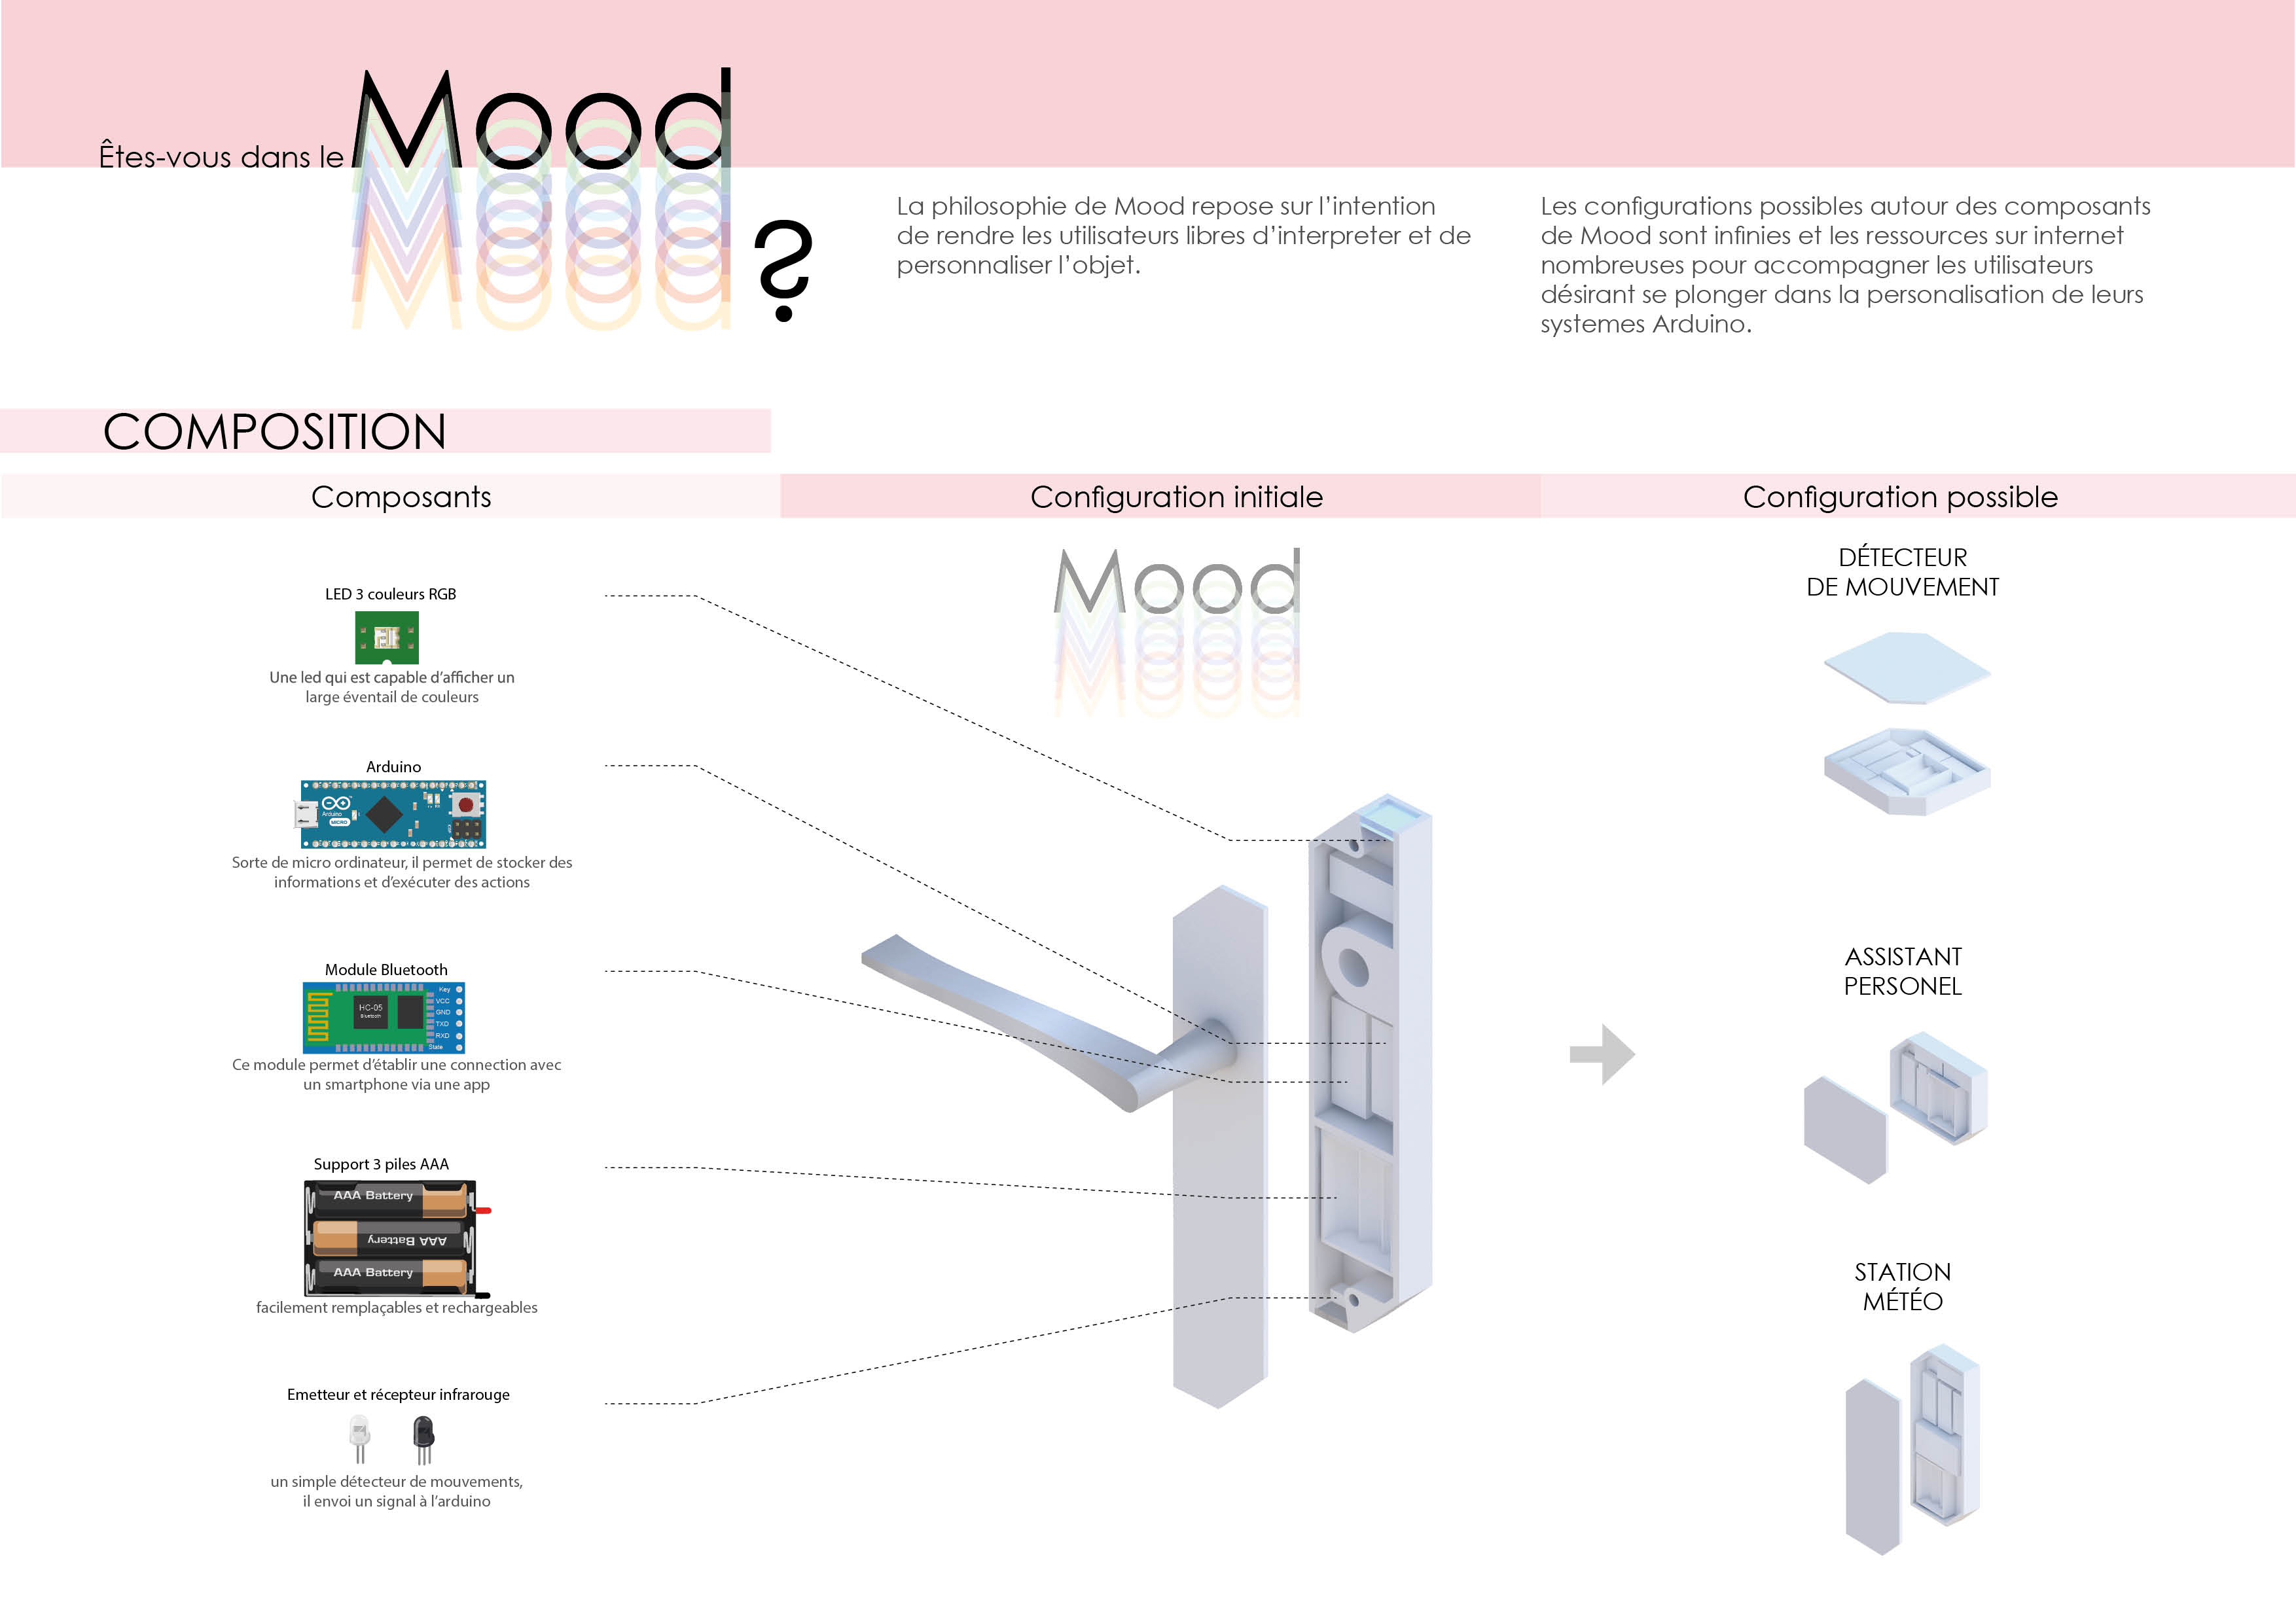 Êtes-vous dans le Mood ?
La philosophie de Mood repose sur l’intention
de rendre les utilisateurs libres d’interpreter et de
personnaliser l’objet.
Les configurations possibles autour des composants
de Mood sont infinies et les ressources sur internet
nombreuses pour accompagner les utilisateurs
désirant se plonger dans la personalisation de leurs
systemes Arduino.
COMPOSITION
Composants
LED 3 couleurs RGB
Une led qui est capable d’afficher un
large éventail de couleurs
Arduino
Arduino
MICRO
Sorte de micro ordinateur, il permet de stocker des
informations et d’exécuter des actions
Module Bluetooth
HC-05
Bluetooth
Key
VCC
GND
TXD
RXD
State
Ce module permet d’établir une connection avec
un smartphone via une app
Support 3 piles AAA
AAA Battery
AAA Battery
AAA Battery
facilement remplaçables et rechargeables
Emetteur et récepteur infrarouge
un simple détecteur de mouvements,
il envoi un signal à l’arduino
Configuration initiale
Mood
Configuration possible
DÉTECTEUR
DE MOUVEMENT
ASSISTANT
PERSONEL
STATION
MÉTÉO